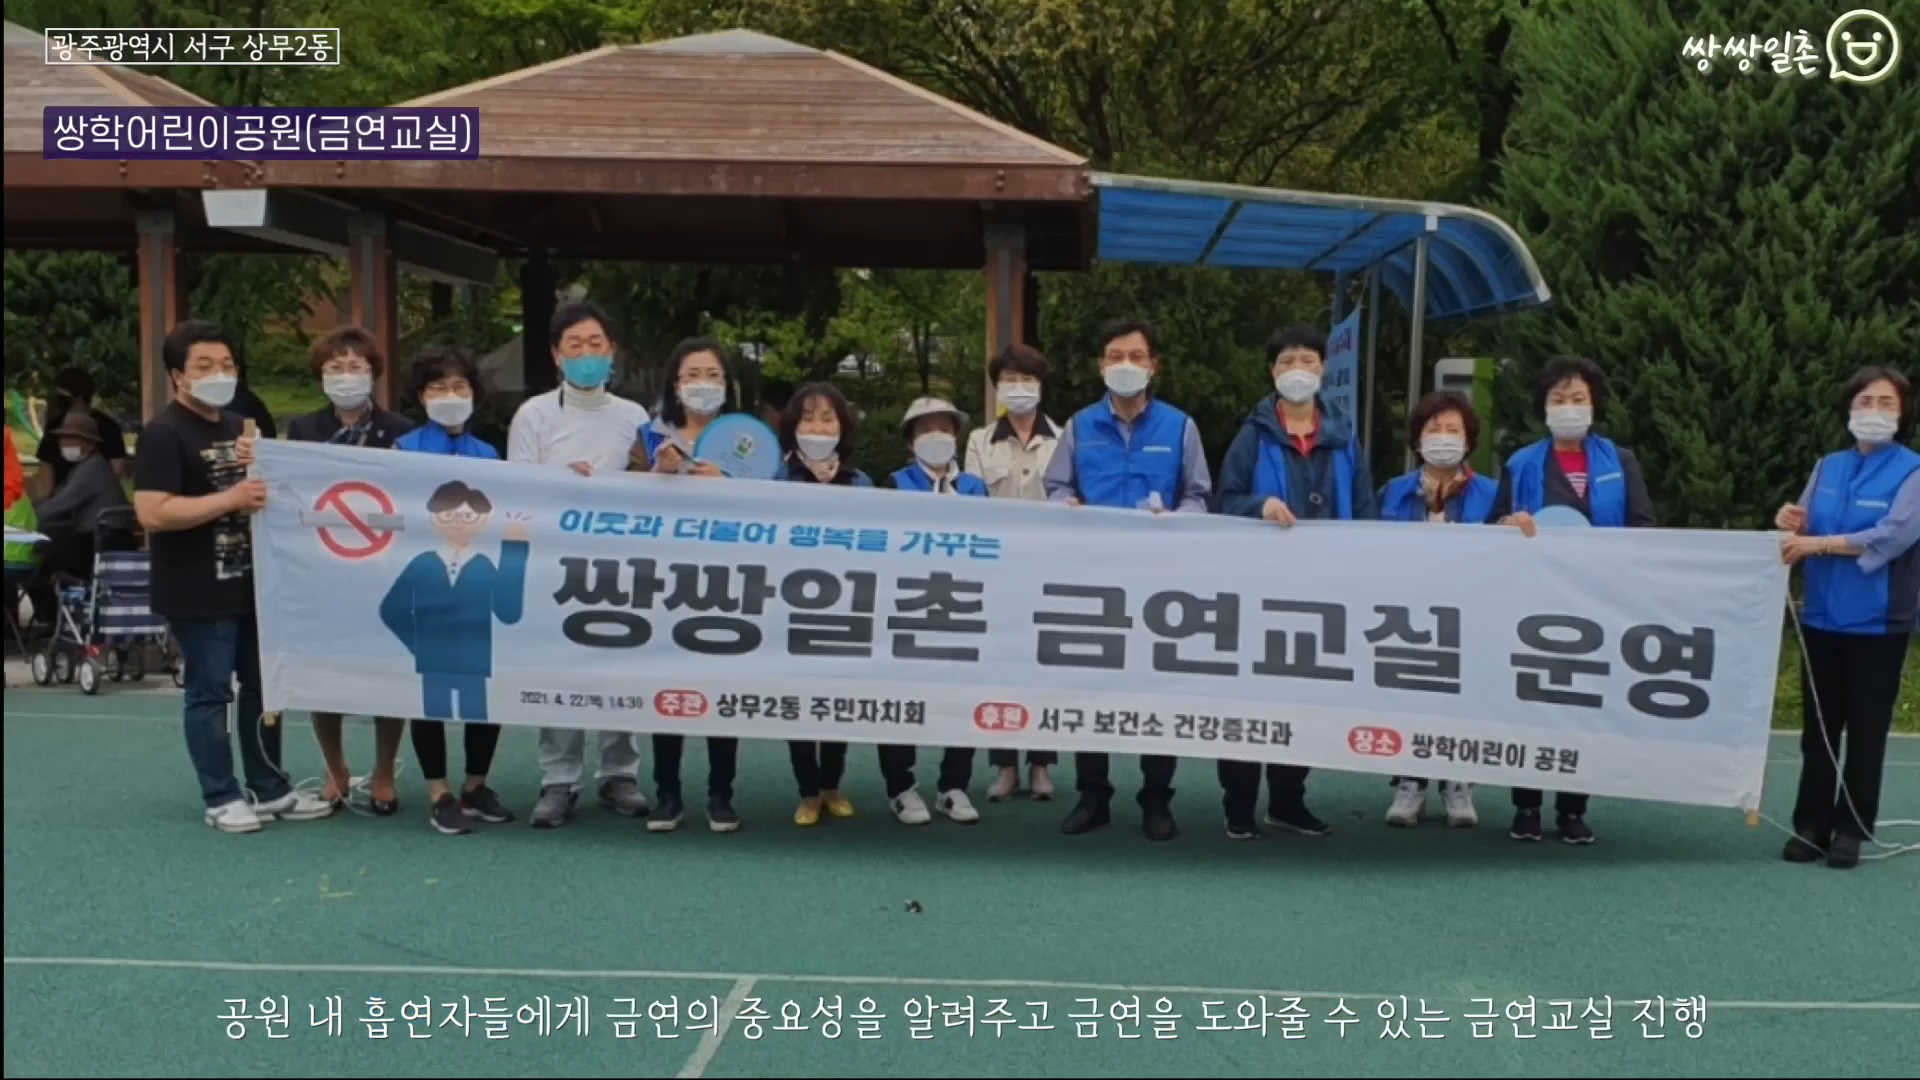 광주광역시 서구 상무2동
쌍쌍일촌
쌍학어린이공원(금연교실)
이웃과 더불어 행복을 가꾸는
쌍쌍일촌 금연교실 운영
2021. 4. 22.(목) 14:30 주관 상무2동 주민자치회 후원 서구 보건소 건강증진과 장소 쌍학어린이 공원
공원 내 흡연자들에게 금연의 중요성을 알려주고 금연을 도와줄 수 있는 금연교실 진행